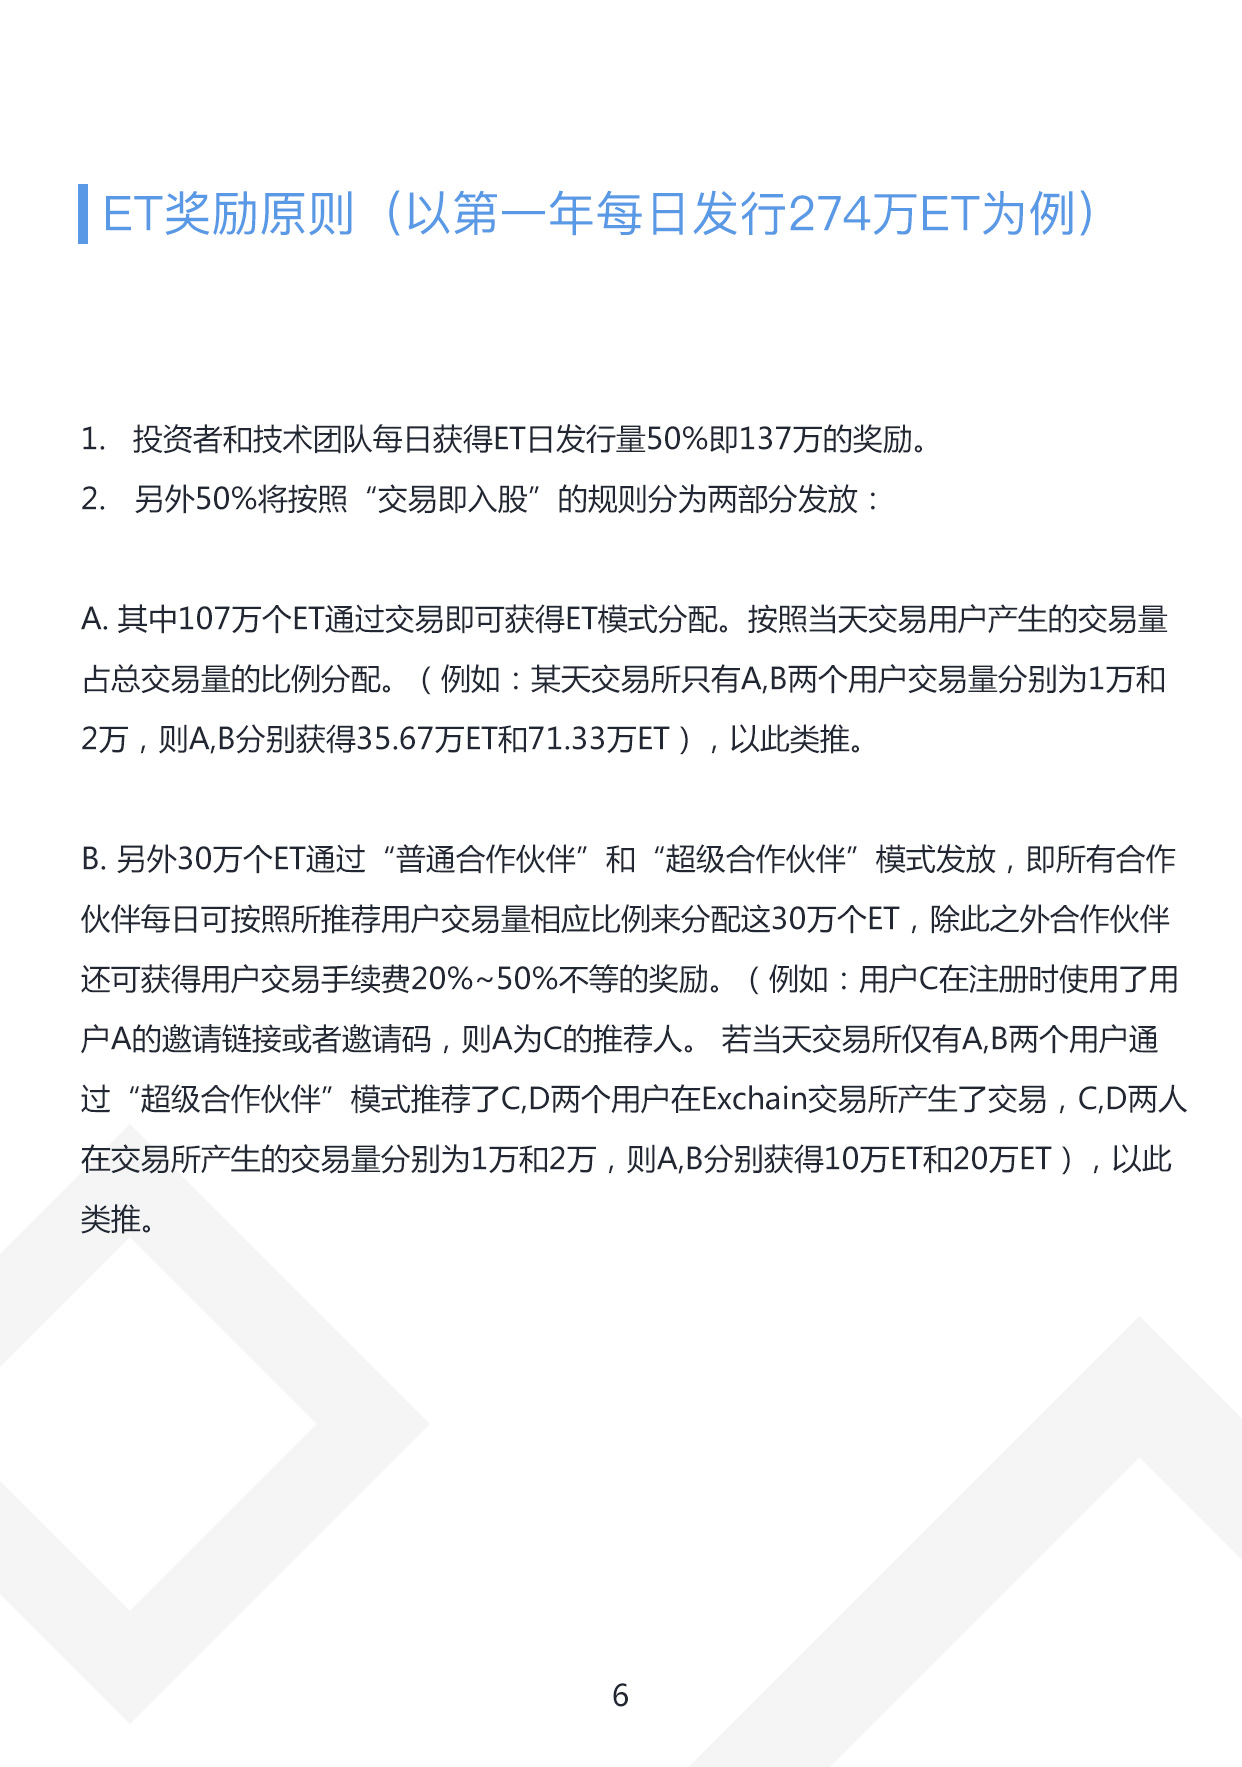 ET奖励原则（以第一年每日发行274万ET为例）
1. 投资者和技术团队每日获得ET日发行量50%即137万的奖励。
2. 另外50%将按照“交易即入股”的规则分为两部分发放：
A. 其中107万个ET通过交易即可获得ET模式分配。按照当天交易用户产生的交易量
占总交易量的比例分配。（例如：某天交易所只有A,B两个用户交易量分别为1万和
2万，则A,B分别获得35.67万ET和71.33万ET），以此类推。
B. 另外30万个ET通过“普通合作伙伴”和“超级合作伙伴”模式发放，即所有合作
伙伴每日可按照所推荐用户交易量相应比例来分配这30万个ET，除此之外合作伙伴
还可获得用户交易手续费20%~50%不等的奖励。（例如：用户C在注册时使用了用
户A的邀请链接或者邀请码，则A为C的推荐人。 若当天交易所仅有A,B两个用户通
过“超级合作伙伴”模式推荐了C,D两个用户在Exchain交易所产生了交易，C,D两人
在交易所产生的交易量分别为1万和2万，则A,B分别获得10万ET和20万ET），以此
类推。
6